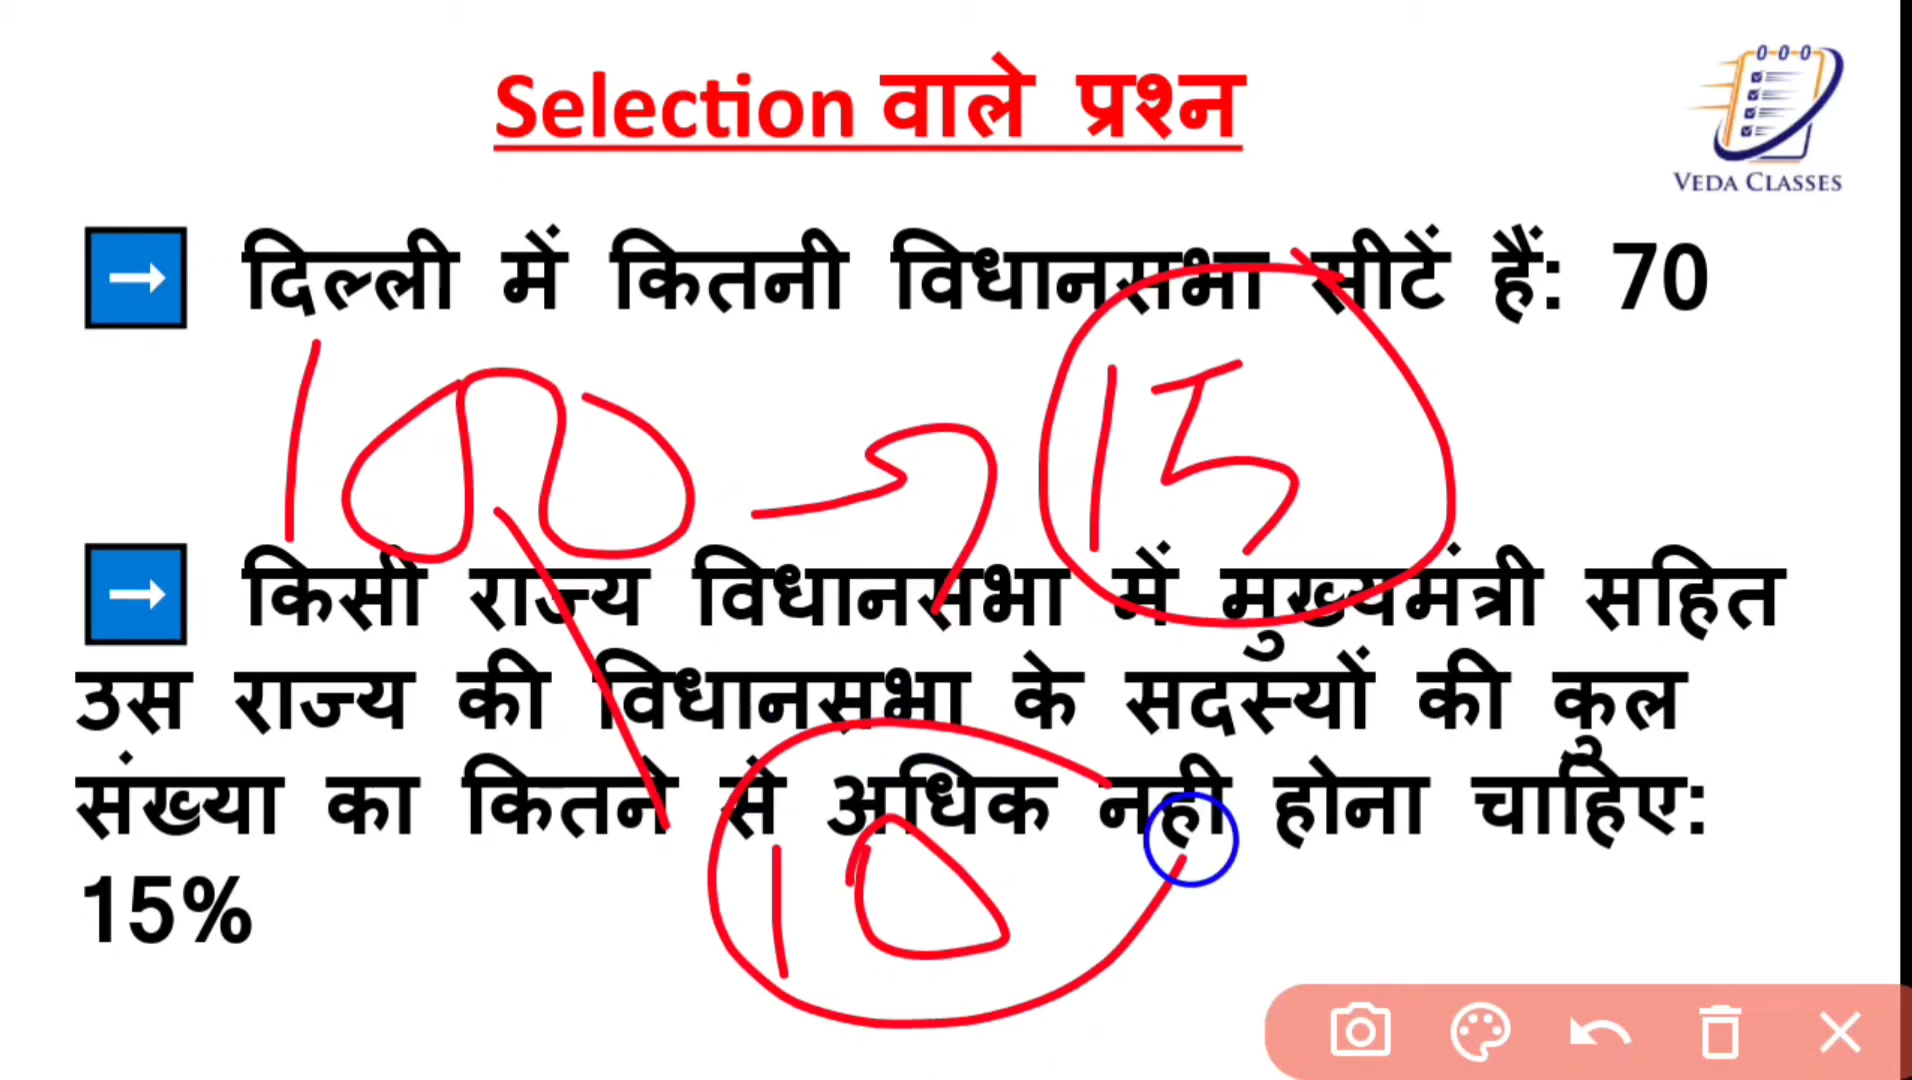 Selection वाले प्रश्न
VEDA CLASSES
➡ दिल्ली में कितनी विधानसभा सीटें हैं: 70
100 15
➡ किसी राज्य विधानसभा में मुख्यमंत्री सहित
उस राज्य की विधानसभा के सदस्यों की कुल
संख्या का कितने से अधिक नही होना चाहिए:
15%
10